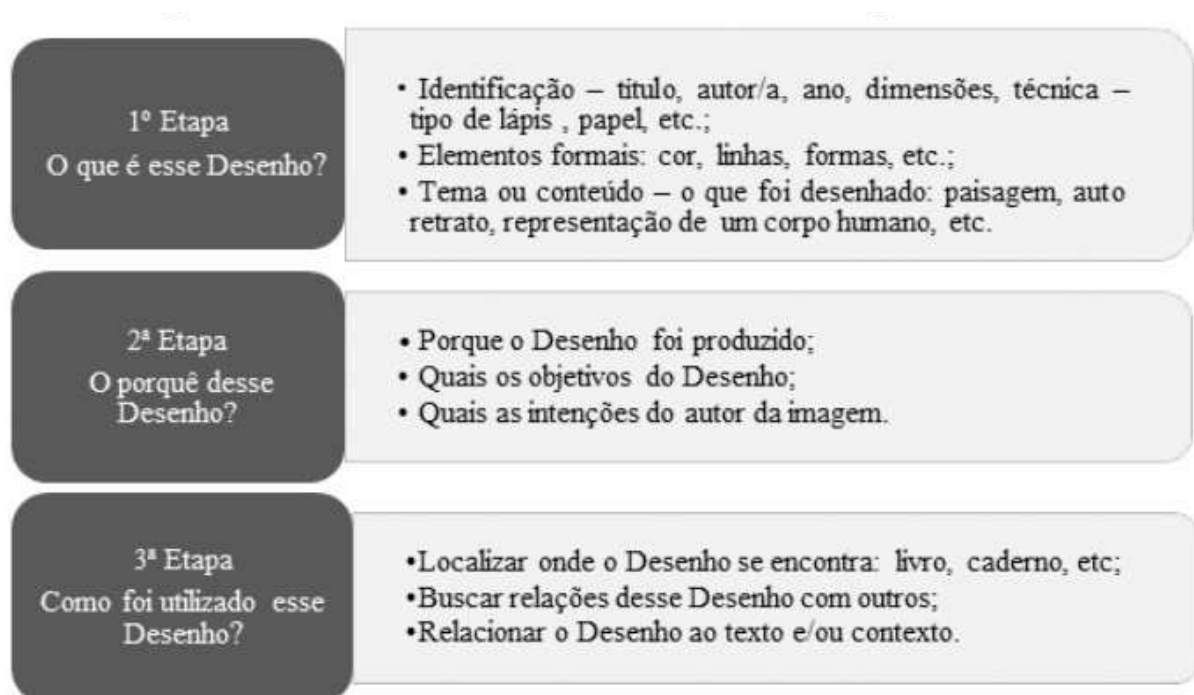 1º Etapa
O que é esse Desenho?
• Identificação – titulo, autor/a, ano, dimensões, técnica –
tipo de lápis , papel, etc.;
• Elementos formais: cor, linhas, formas, etc.;
• Tema ou conteúdo – o que foi desenhado: paisagem, auto
retrato, representação de um corpo humano, etc.
2ª Etapa
O porquê desse
Desenho?
• Porque o Desenho foi produzido;
• Quais os objetivos do Desenho;
• Quais as intenções do autor da imagem.
3ª Etapa
Como foi utilizado esse
Desenho?
•Localizar onde o Desenho se encontra: livro, caderno, etc;
•Buscar relações desse Desenho com outros;
•Relacionar o Desenho ao texto e/ou contexto.